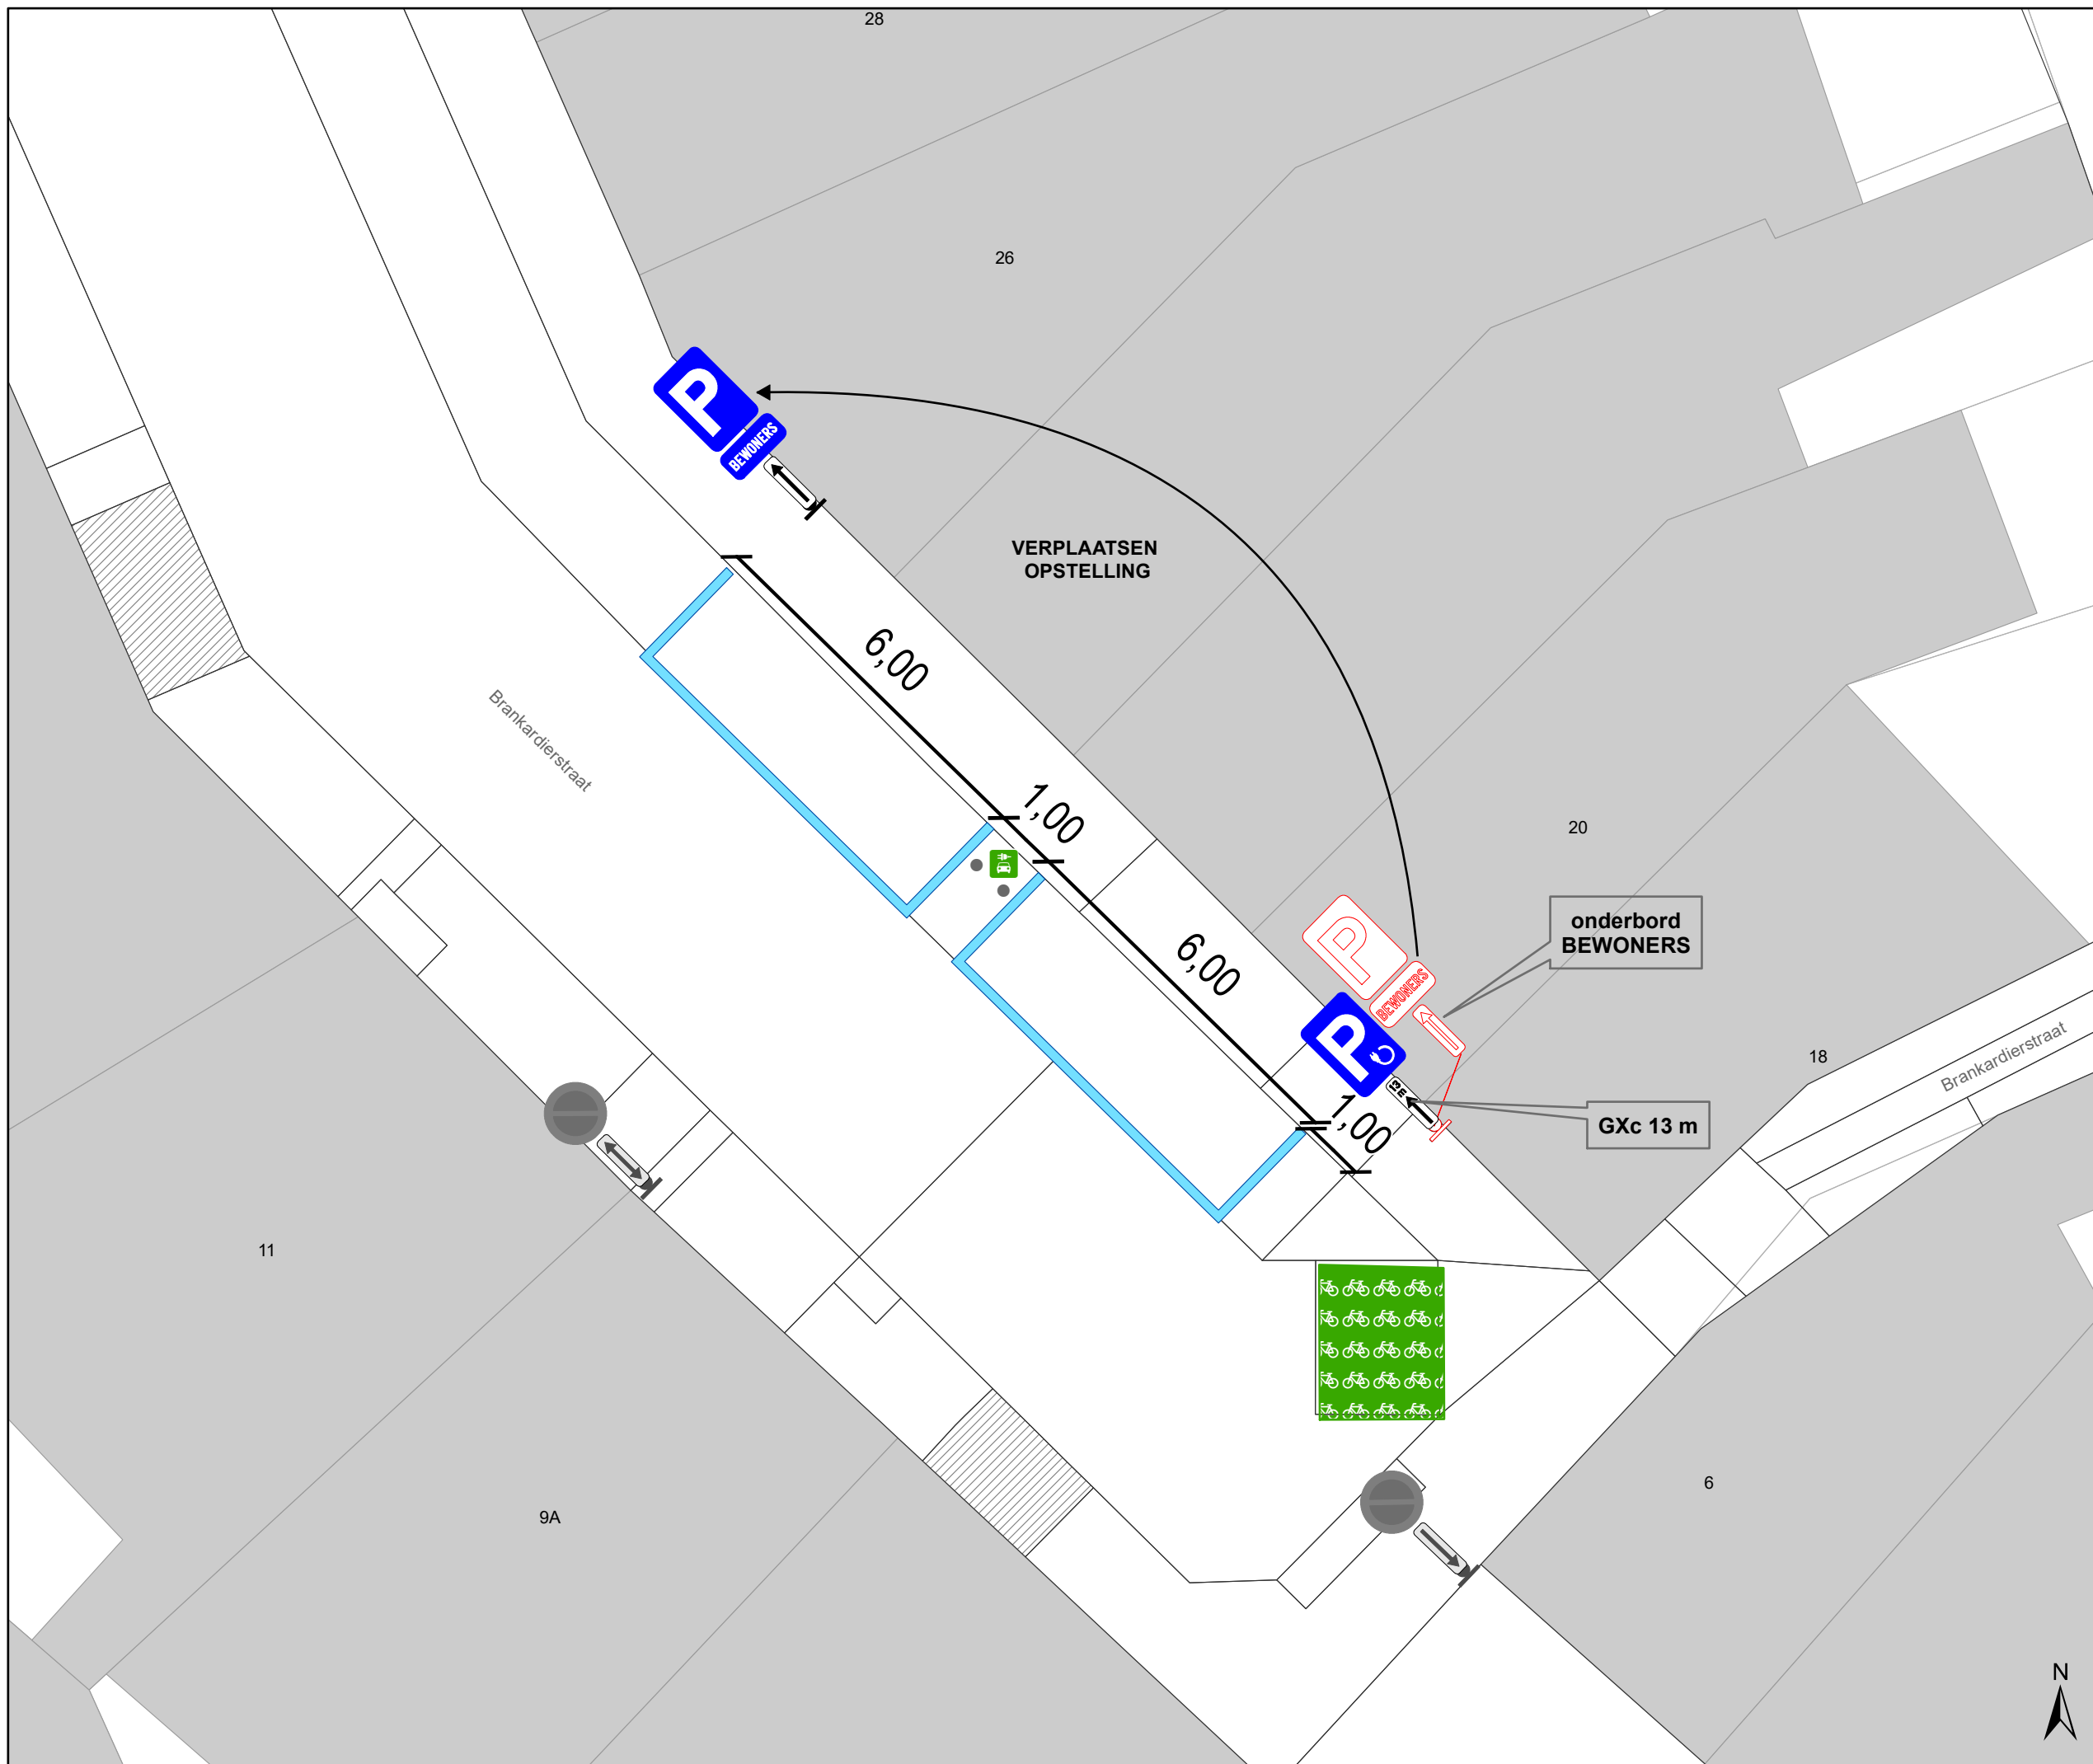 28
26
P
BEWONERS
VERPLAATSEN
OPSTELLING
6,00
Brankardierstraat
1,00
20
P
BEWONERS
onderbord
BEWONERS
6,00
P
13 m
1,00
GXc 13 m
18
Brankardierstraat
11
9A
6
N